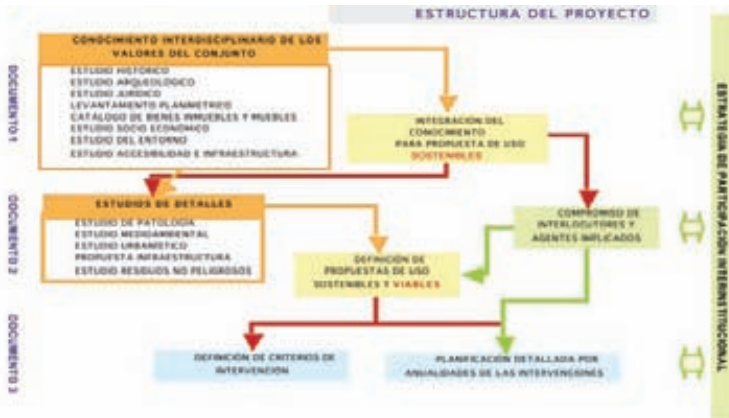 ESTRUCTURA DEL PROYECTO
DOCUMENTO 1
CONOCIMIENTO INTERDISCIPLINARIO DE LOS
VALORES DEL CONJUNTO
ESTUDIO HISTÓRICO
ESTUDIO ARQUEOLÓGICO
ESTUDIO JURÍDICO
LEVANTAMIENTO PLANIMÉTRICO
CATÁLOGO DE BIENES INMUEBLES Y MUEBLES
ESTUDIO SOCIO ECONÓMICO
ESTUDIO DEL ENTORNO
ESTUDIO ACCESIBILIDAD E INFRAESTRUCTURA
INTEGRACIÓN DEL
CONOCIMIENTO
PARA PROPUESTA DE USO
SOSTENIBLES
DOCUMENTO 2
ESTUDIOS DE DETALLES
ESTUDIO DE PATOLOGÍA
ESTUDIO MEDIOAMBIENTAL
ESTUDIO URBANÍSTICO
PROPUESTA INFRAESTRUCTURA
ESTUDIO RESIDUOS NO PELIGROSOS
COMPROMISO DE
INTERLOCUTORES Y
AGENTES IMPLICADOS
DEFINICIÓN DE
PROPUESTAS DE USO
SOSTENIBLES Y VIABLES
DOCUMENTO 3
DEFINICIÓN DE CRITERIOS DE
INTERVENCIÓN
PLANIFICACIÓN DETALLADA POR
ANUALIDADES DE LAS INTERVENCIONES
ESTRATEGIA DE PARTICIPACIÓN INTERINSTITUCIONAL